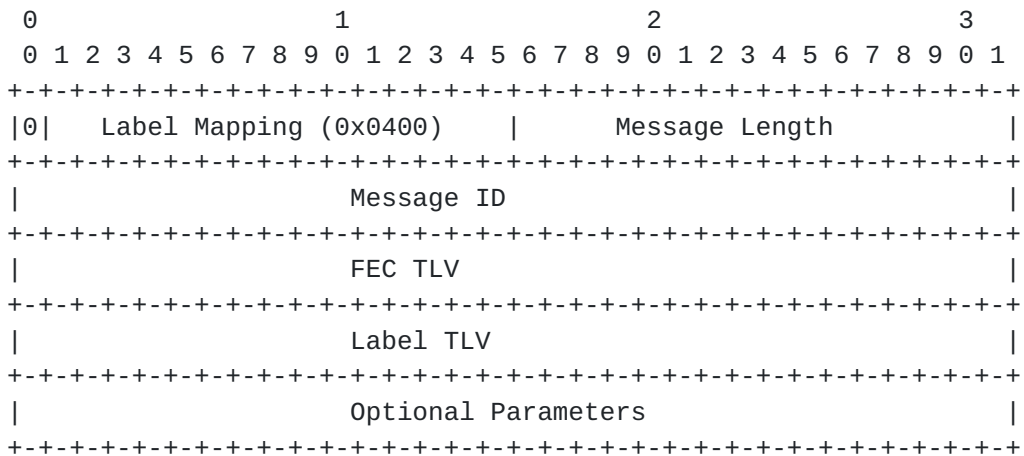 0                   1                   2                   3
 0 1 2 3 4 5 6 7 8 9 0 1 2 3 4 5 6 7 8 9 0 1 2 3 4 5 6 7 8 9 0 1
+-+-+-+-+-+-+-+-+-+-+-+-+-+-+-+-+-+-+-+-+-+-+-+-+-+-+-+-+-+-+-+-+
|0|   Label Mapping (0x0400)    |      Message Length           |
+-+-+-+-+-+-+-+-+-+-+-+-+-+-+-+-+-+-+-+-+-+-+-+-+-+-+-+-+-+-+-+-+
|                     Message ID                                |
+-+-+-+-+-+-+-+-+-+-+-+-+-+-+-+-+-+-+-+-+-+-+-+-+-+-+-+-+-+-+-+-+
|                     FEC TLV                                   |
+-+-+-+-+-+-+-+-+-+-+-+-+-+-+-+-+-+-+-+-+-+-+-+-+-+-+-+-+-+-+-+-+
|                     Label TLV                                 |
+-+-+-+-+-+-+-+-+-+-+-+-+-+-+-+-+-+-+-+-+-+-+-+-+-+-+-+-+-+-+-+-+
|                     Optional Parameters                       |
+-+-+-+-+-+-+-+-+-+-+-+-+-+-+-+-+-+-+-+-+-+-+-+-+-+-+-+-+-+-+-+-+